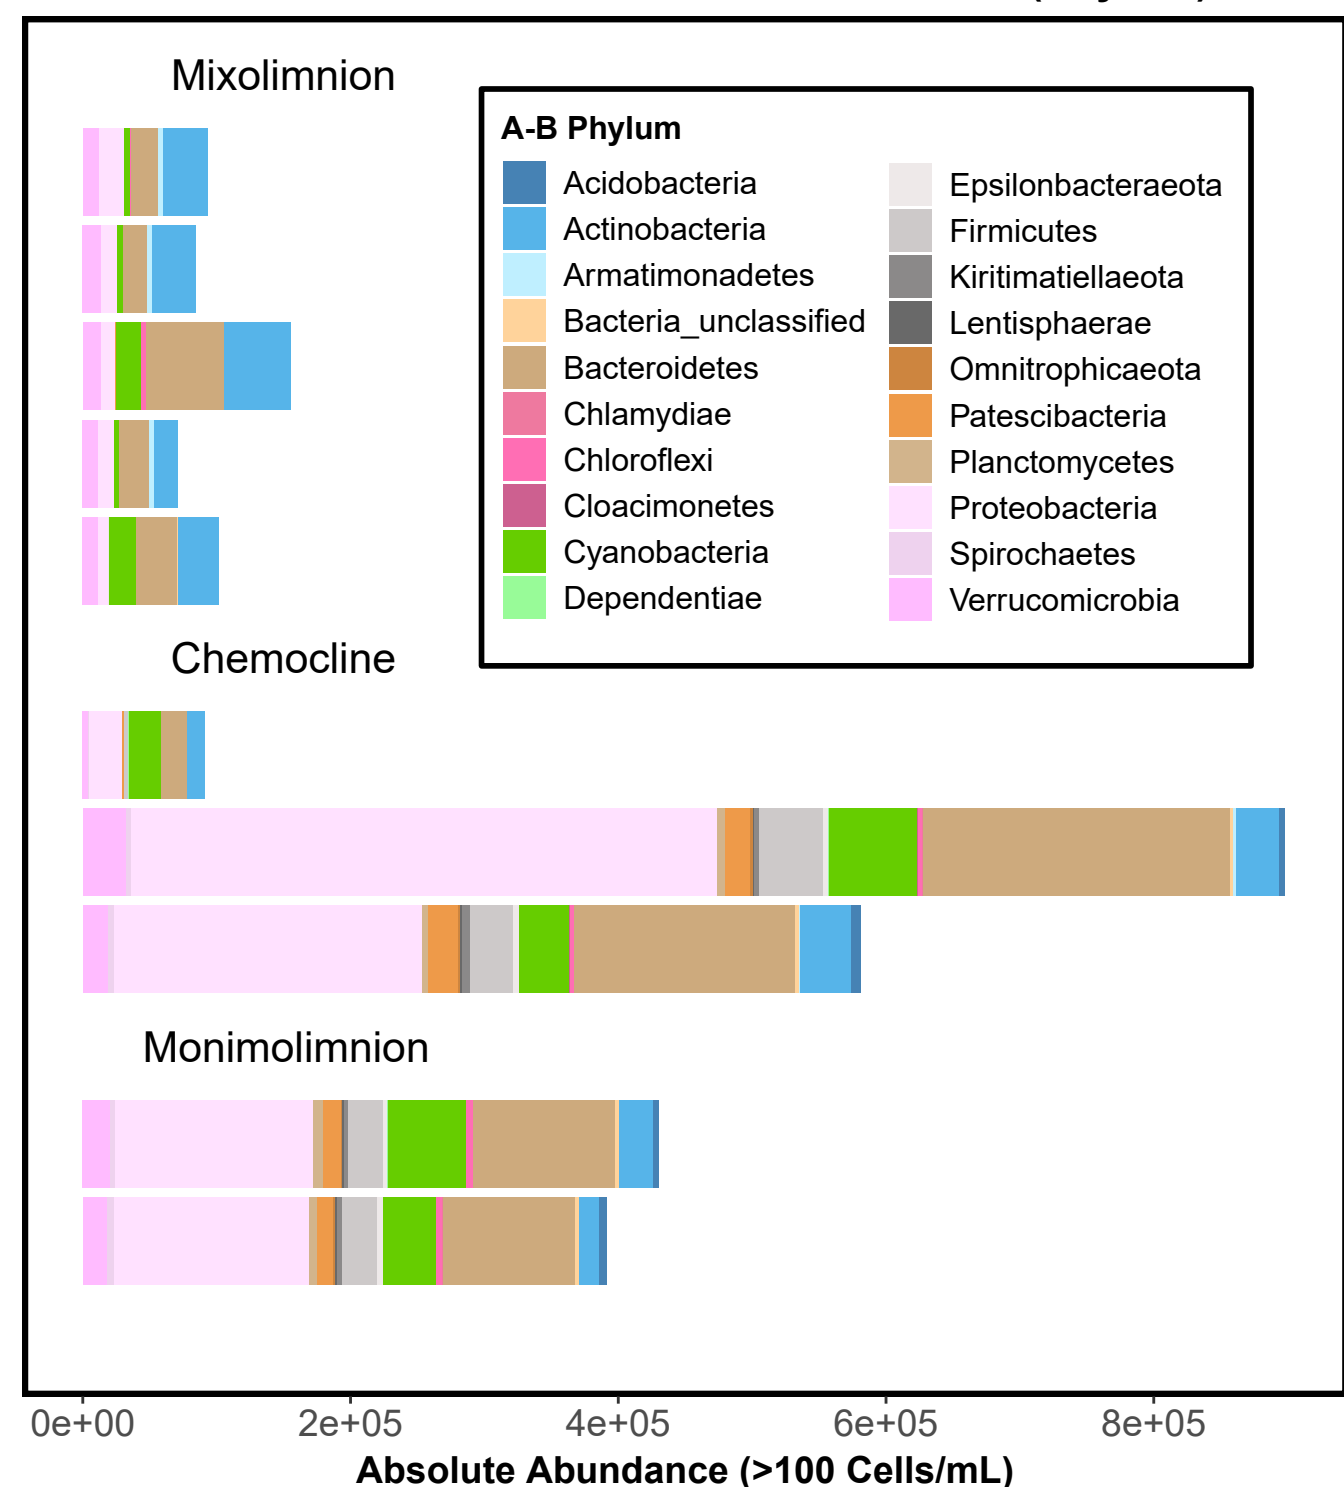 Mixolimnion
A-B Phylum
Acidobacteria
Actinobacteria
Armatimonadetes
Bacteria_unclassified
Bacteroidetes
Chlamydiae
Chloroflexi
Cloacimonetes
Cyanobacteria
Dependentiae
Epsilonbacteraeota
Firmicutes
Kiritimatiellaeota
Lentisphaerae
Omnitrophicaeota
Patescibacteria
Planctomycetes
Proteobacteria
Spirochaetes
Verrucomicrobia
Chemocline
Monimolimnion
0e+00 2e+05 4e+05 6e+05 8e+05
Absolute Abundance (>100 Cells/mL)